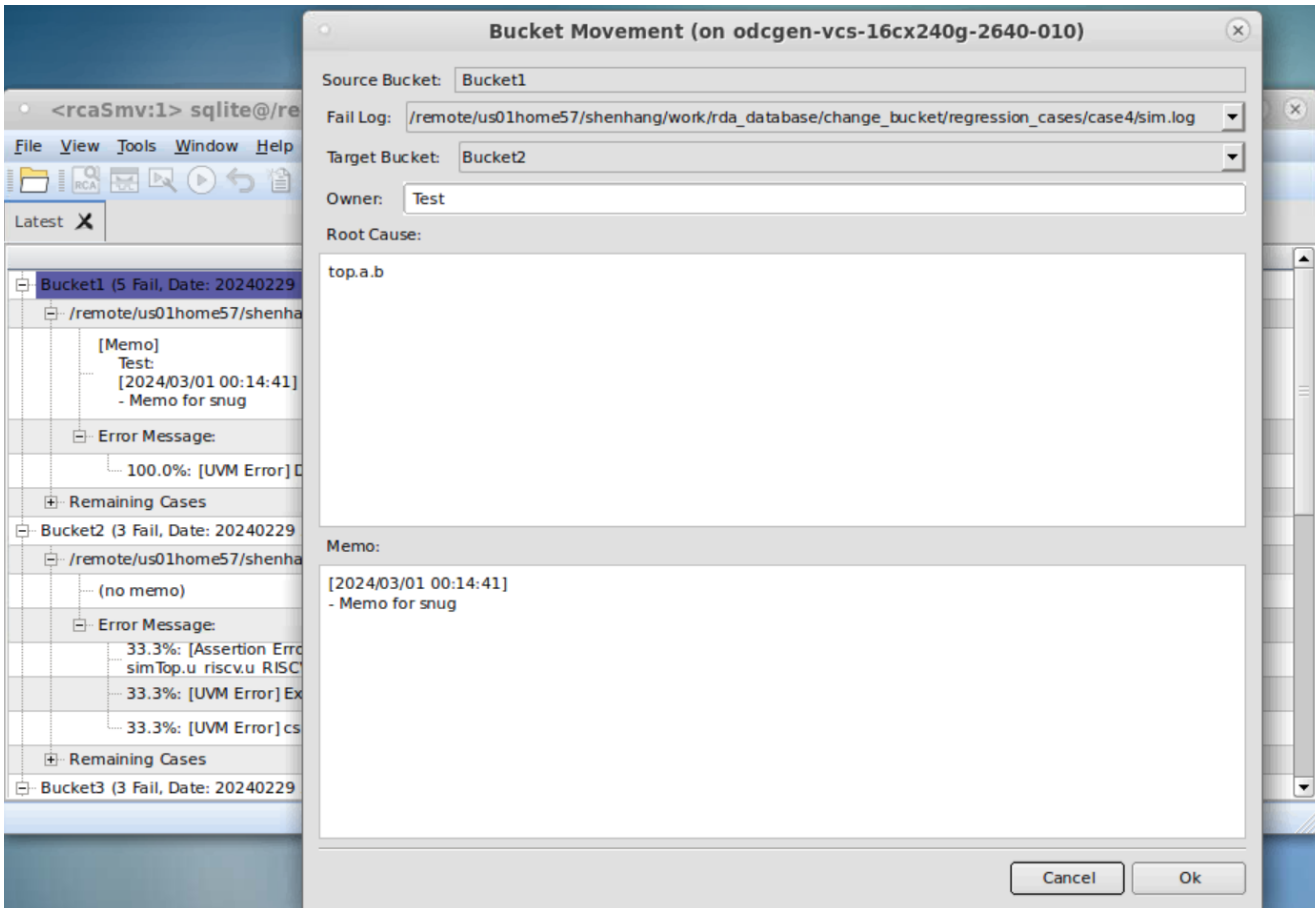 Bucket Movement (on odcgen-vcs-16cx240g-2640-010)
Source Bucket: Bucket1
Fail Log: /remote/us01home57/shenhang/work/rda_database/change_bucket/regression_cases/case4/sim.log
Target Bucket: Bucket2
Owner: Test
Root Cause:
top.a.b
Memo:
[2024/03/01 00:14:41]
- Memo for snug
Cancel Ok
<rcaSmv:1> sqlite@/re
File View Tools Window Help
RCA
Latest
Bucket1 (5 Fail, Date: 20240229
/remote/us01home57/shenha
[Memo]
Test:
[2024/03/01 00:14:41]
- Memo for snug
Error Message:
100.0%: [UVM Error] D
Remaining Cases
Bucket2 (3 Fail, Date: 20240229
/remote/us01home57/shenha
(no memo)
Error Message:
33.3%: [Assertion Erro
simTop.u_riscv.u_RISC
33.3%: [UVM Error] Ex
33.3%: [UVM Error] cs
Remaining Cases
Bucket3 (3 Fail, Date: 20240229